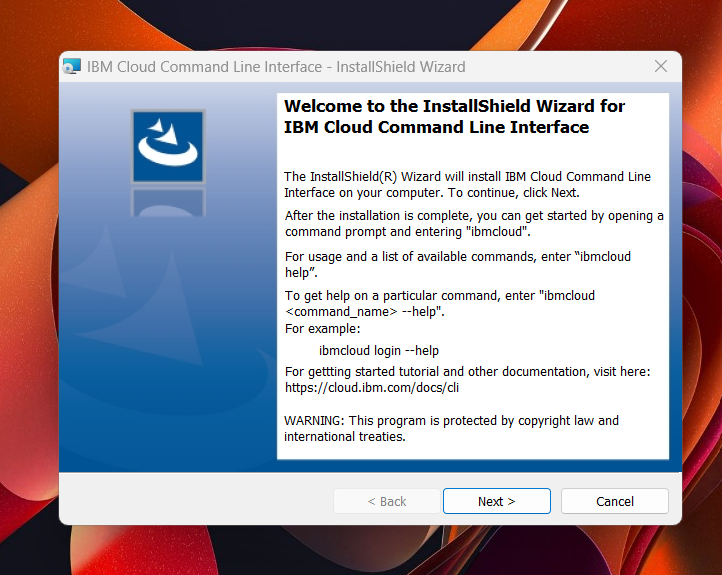 IBM Cloud Command Line Interface - InstallShield Wizard
Welcome to the InstallShield Wizard for
IBM Cloud Command Line Interface
The InstallShield(R) Wizard will install IBM Cloud Command Line
Interface on your computer. To continue, click Next.
After the installation is complete, you can get started by opening a
command prompt and entering "ibmcloud".
For usage and a list of available commands, enter “ibmcloud
help”.
To get help on a particular command, enter "ibmcloud
<command_name> --help".
For example:
ibmcloud login --help
For gettting started tutorial and other documentation, visit here:
https://cloud.ibm.com/docs/cli
WARNING: This program is protected by copyright law and
international treaties.
< Back
Next >
Cancel